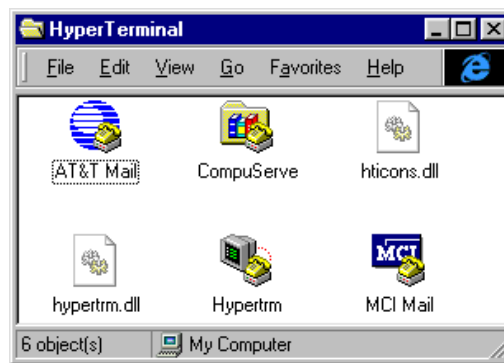 HyperTerminal
File Edit View Go Favorites Help
AT&T Mail CompuServe hticons.dll
MCI
hypertrm.dll Hypertrm MCI Mail
6 object(s) My Computer